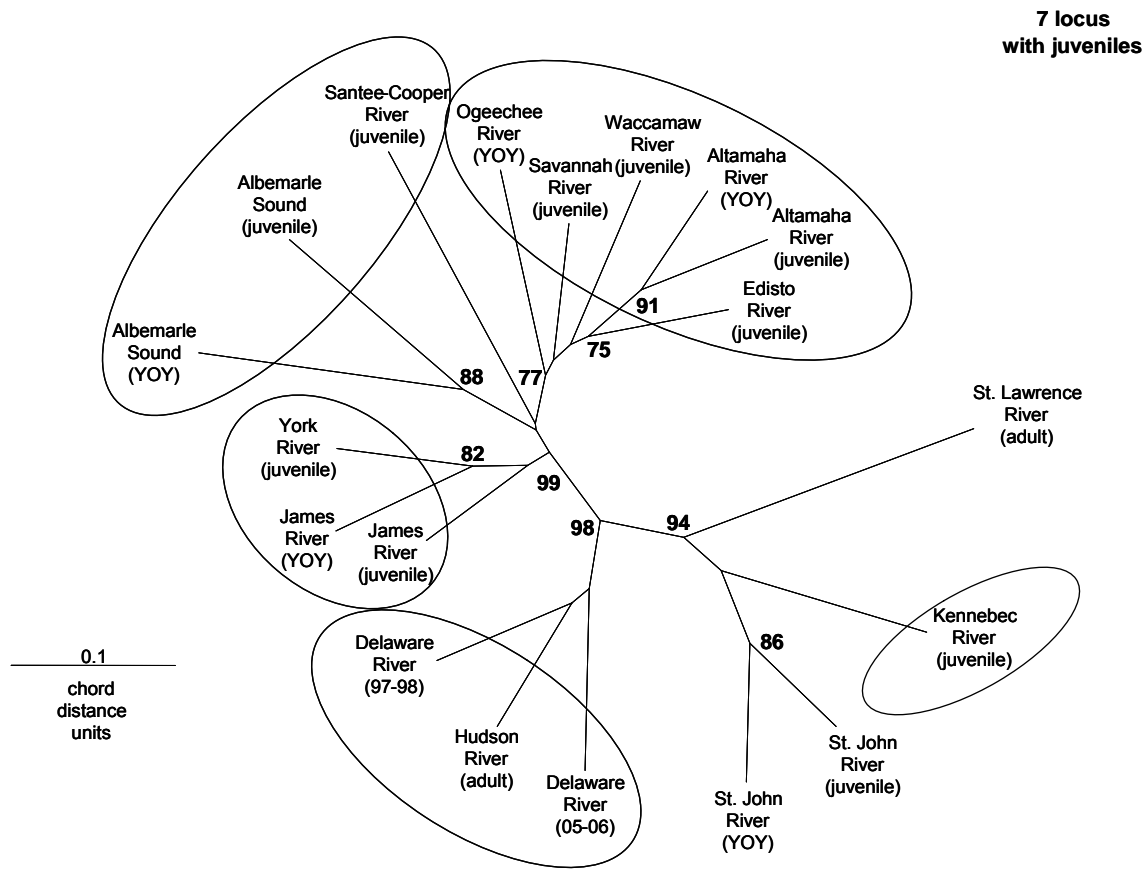 7 locus
with juveniles
Santee-Cooper
River
(juvenile)
Ogeechee
River
(YOY)
Savannah
River
(juvenile)
Waccamaw
River
(juvenile)
Altamaha
River
(YOY)
Altamaha
River
(juvenile)
Edisto
River
(juvenile)
Albemarle
Sound
(juvenile)
Albemarle
Sound
(YOY)
91
75
77
88
St. Lawrence
River
(adult)
York
River
(juvenile)
82
99
James
River
(YOY)
James
River
(juvenile)
98
94
Kennebec
River
(juvenile)
86
Delaware
River
(97-98)
Hudson
River
(adult)
Delaware
River
(05-06)
St. John
River
(juvenile)
St. John
River
(YOY)
0.1
chord
distance
units